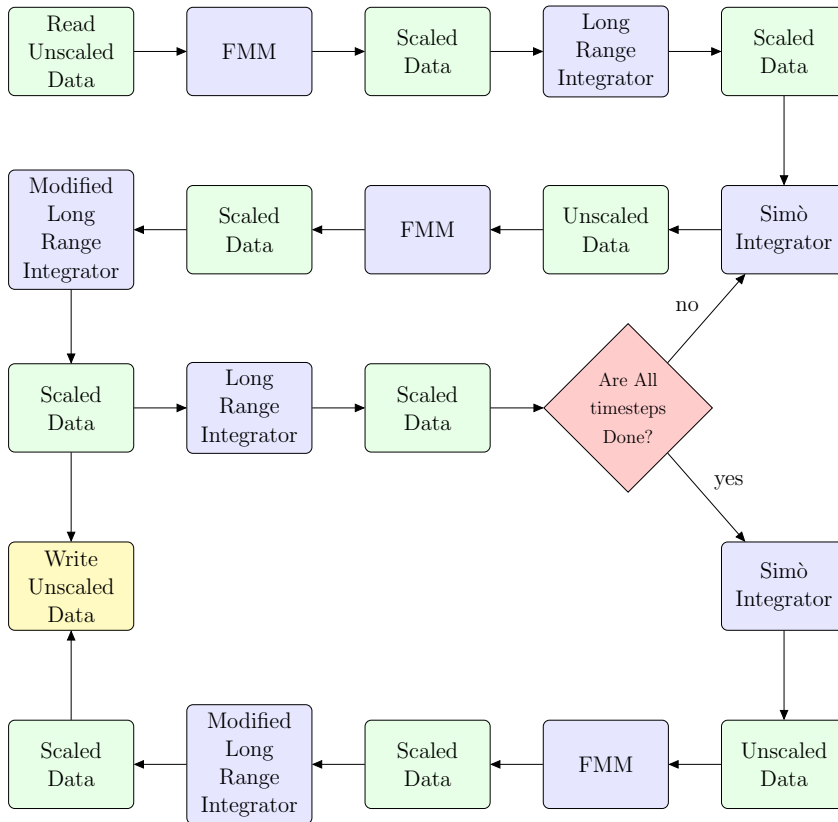 Read
Unscaled
Data
FMM
Scaled
Data
Long
Range
Integrator
Scaled
Data
Modified
Long
Range
Integrator
Scaled
Data
FMM
Unscaled
Data
Simò
Integrator
no
Scaled
Data
Long
Range
Integrator
Scaled
Data
Are All
timesteps
Done?
yes
Write
Unscaled
Data
Simò
Integrator
Scaled
Data
Modified
Long
Range
Integrator
Scaled
Data
FMM
Unscaled
Data